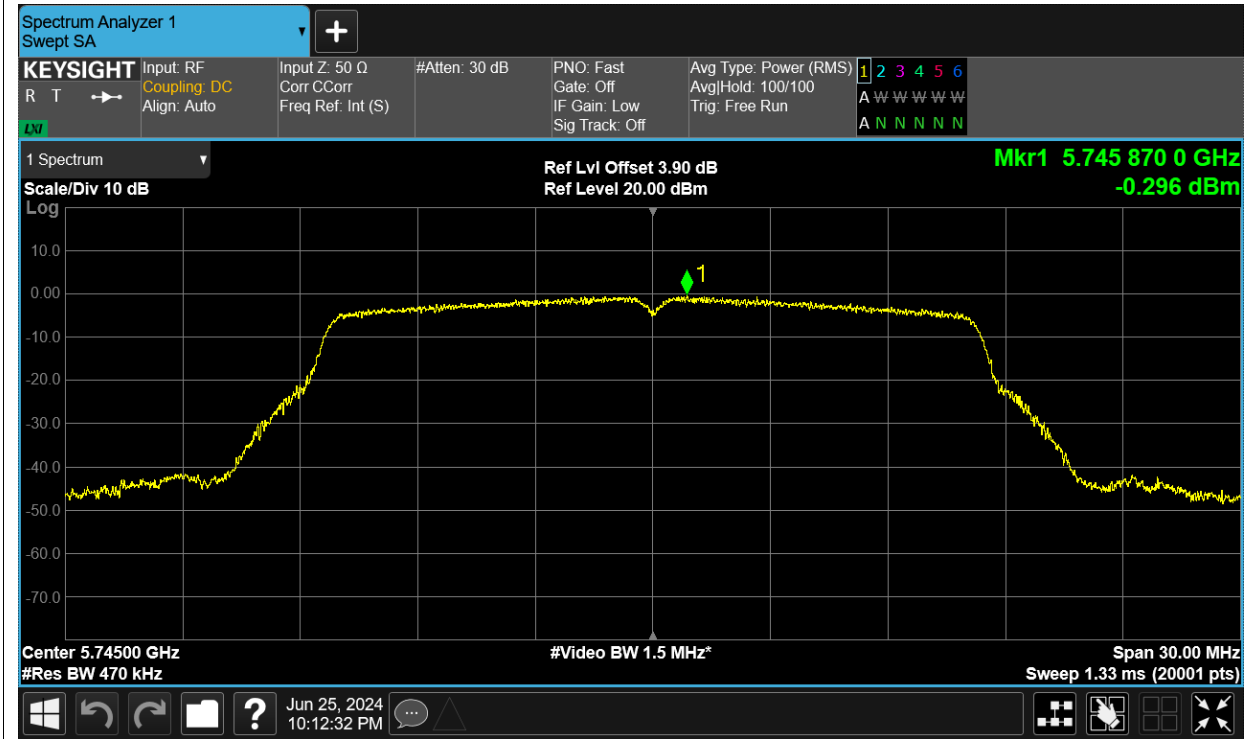 Spectrum Analyzer 1
Swept SA
+
KEYSIGHT
R T
LXI
Input: RF
Coupling: DC
Align: Auto
Input Z: 50 Ω
Corr CCorr
Freq Ref: Int (S)
#Atten: 30 dB
PNO: Fast
Gate: Off
IF Gain: Low
Sig Track: Off
Avg Type: Power (RMS)
Avg|Hold: 100/100
Trig: Free Run
1 2 3 4 5 6
A W W W W W
A N N N N N
1 Spectrum
Scale/Div 10 dB
Log
Ref Lvl Offset 3.90 dB
Ref Level 20.00 dBm
Mkr1 5.745 870 0 GHz
-0.296 dBm
10.0
0.00
-10.0
-20.0
-30.0
-40.0
-50.0
-60.0
-70.0
1
Center 5.74500 GHz
#Res BW 470 kHz
#Video BW 1.5 MHz*
Span 30.00 MHz
Sweep 1.33 ms (20001 pts)
?
Jun 25, 2024
10:12:32 PM